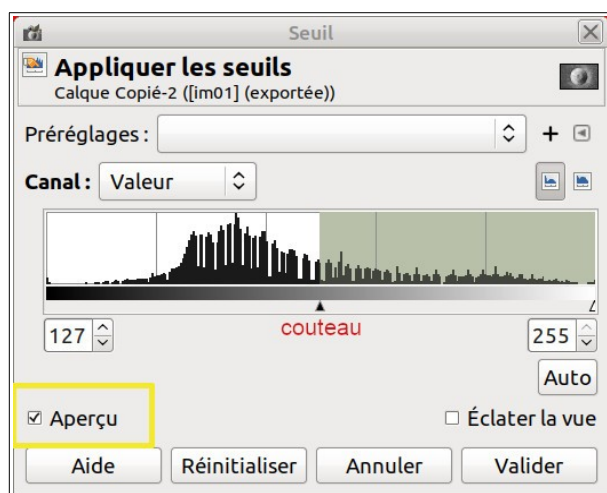 Seuil
Appliquer les seuils
Calque Copié-2 ([im01] (exportée))
Préréglages :
Canal : Valeur
couteau
127 255
Auto
Aperçu Éclater la vue
Aide Réinitialiser Annuler Valider